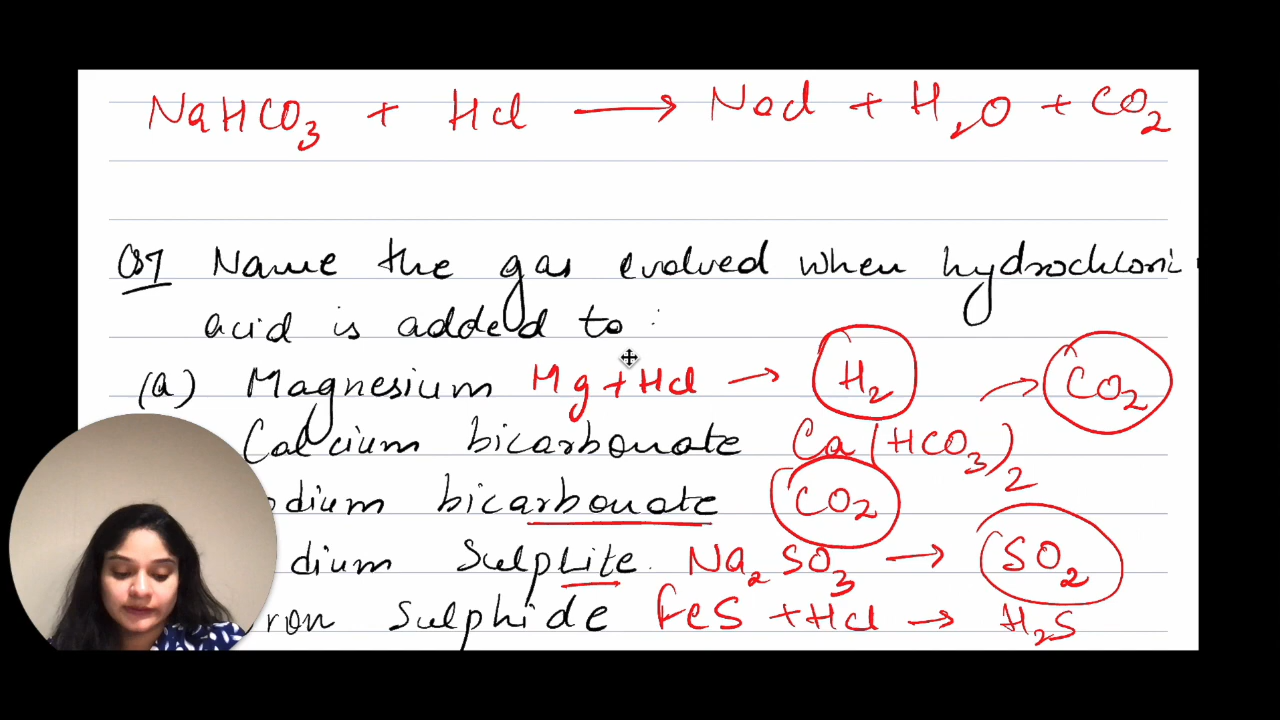 NaHCO3 + HCl → NaCl + H2O + CO2
Q7 Name the gas evolved when hydrochlori
acid is added to :
(a) Magnesium Mg + HCl → H2 → CO2
Calcium bicarbonate Ca(HCO3)2
odium bicarbonate CO2
dium Sulphite. Na2SO3 → SO2
ron Sulphide FeS + HCl → H2S